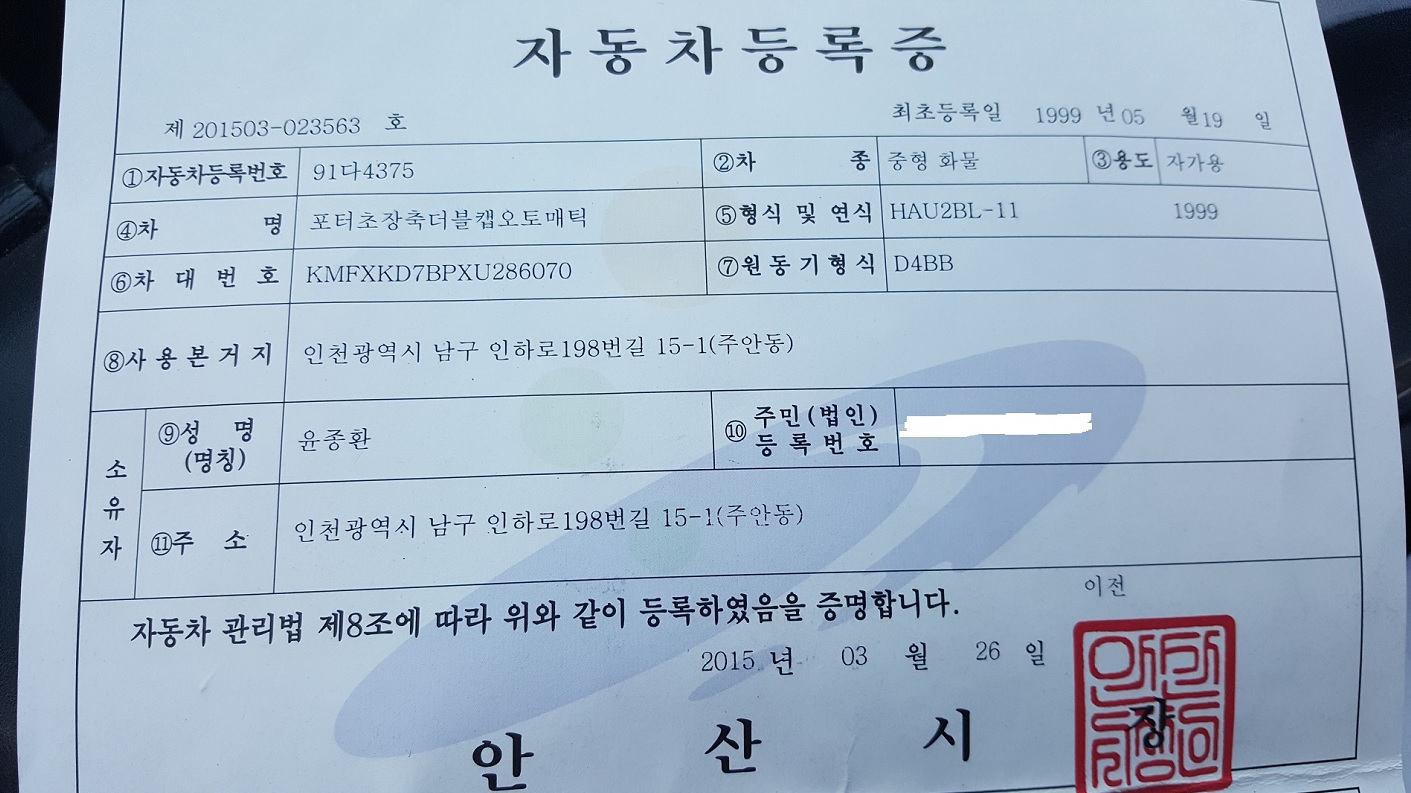 자동차등록증
제 201503-023563 호 최초등록일 1999 년 05 월 19 일
①자동차등록번호 91다4375 ②차 종 중형 화물 ③용도 자가용
④차 명 포터초장축더블캡오토매틱 ⑤형식 및 연식 HAU2BL-11 1999
⑥차 대 번 호 KMFXKD7BPXU286070 ⑦원동기형식 D4BB
⑧사 용 본 거 지 인천광역시 남구 인하로198번길 15-1(주안동)
소유자
⑨성 명 (명칭) 윤종환 ⑩ 주민(법인) 등록번호
⑪주 소 인천광역시 남구 인하로198번길 15-1(주안동)
이전
자동차 관리법 제8조에 따라 위와 같이 등록하였음을 증명합니다.
2015 년 03 월 26 일
안 산 시 장